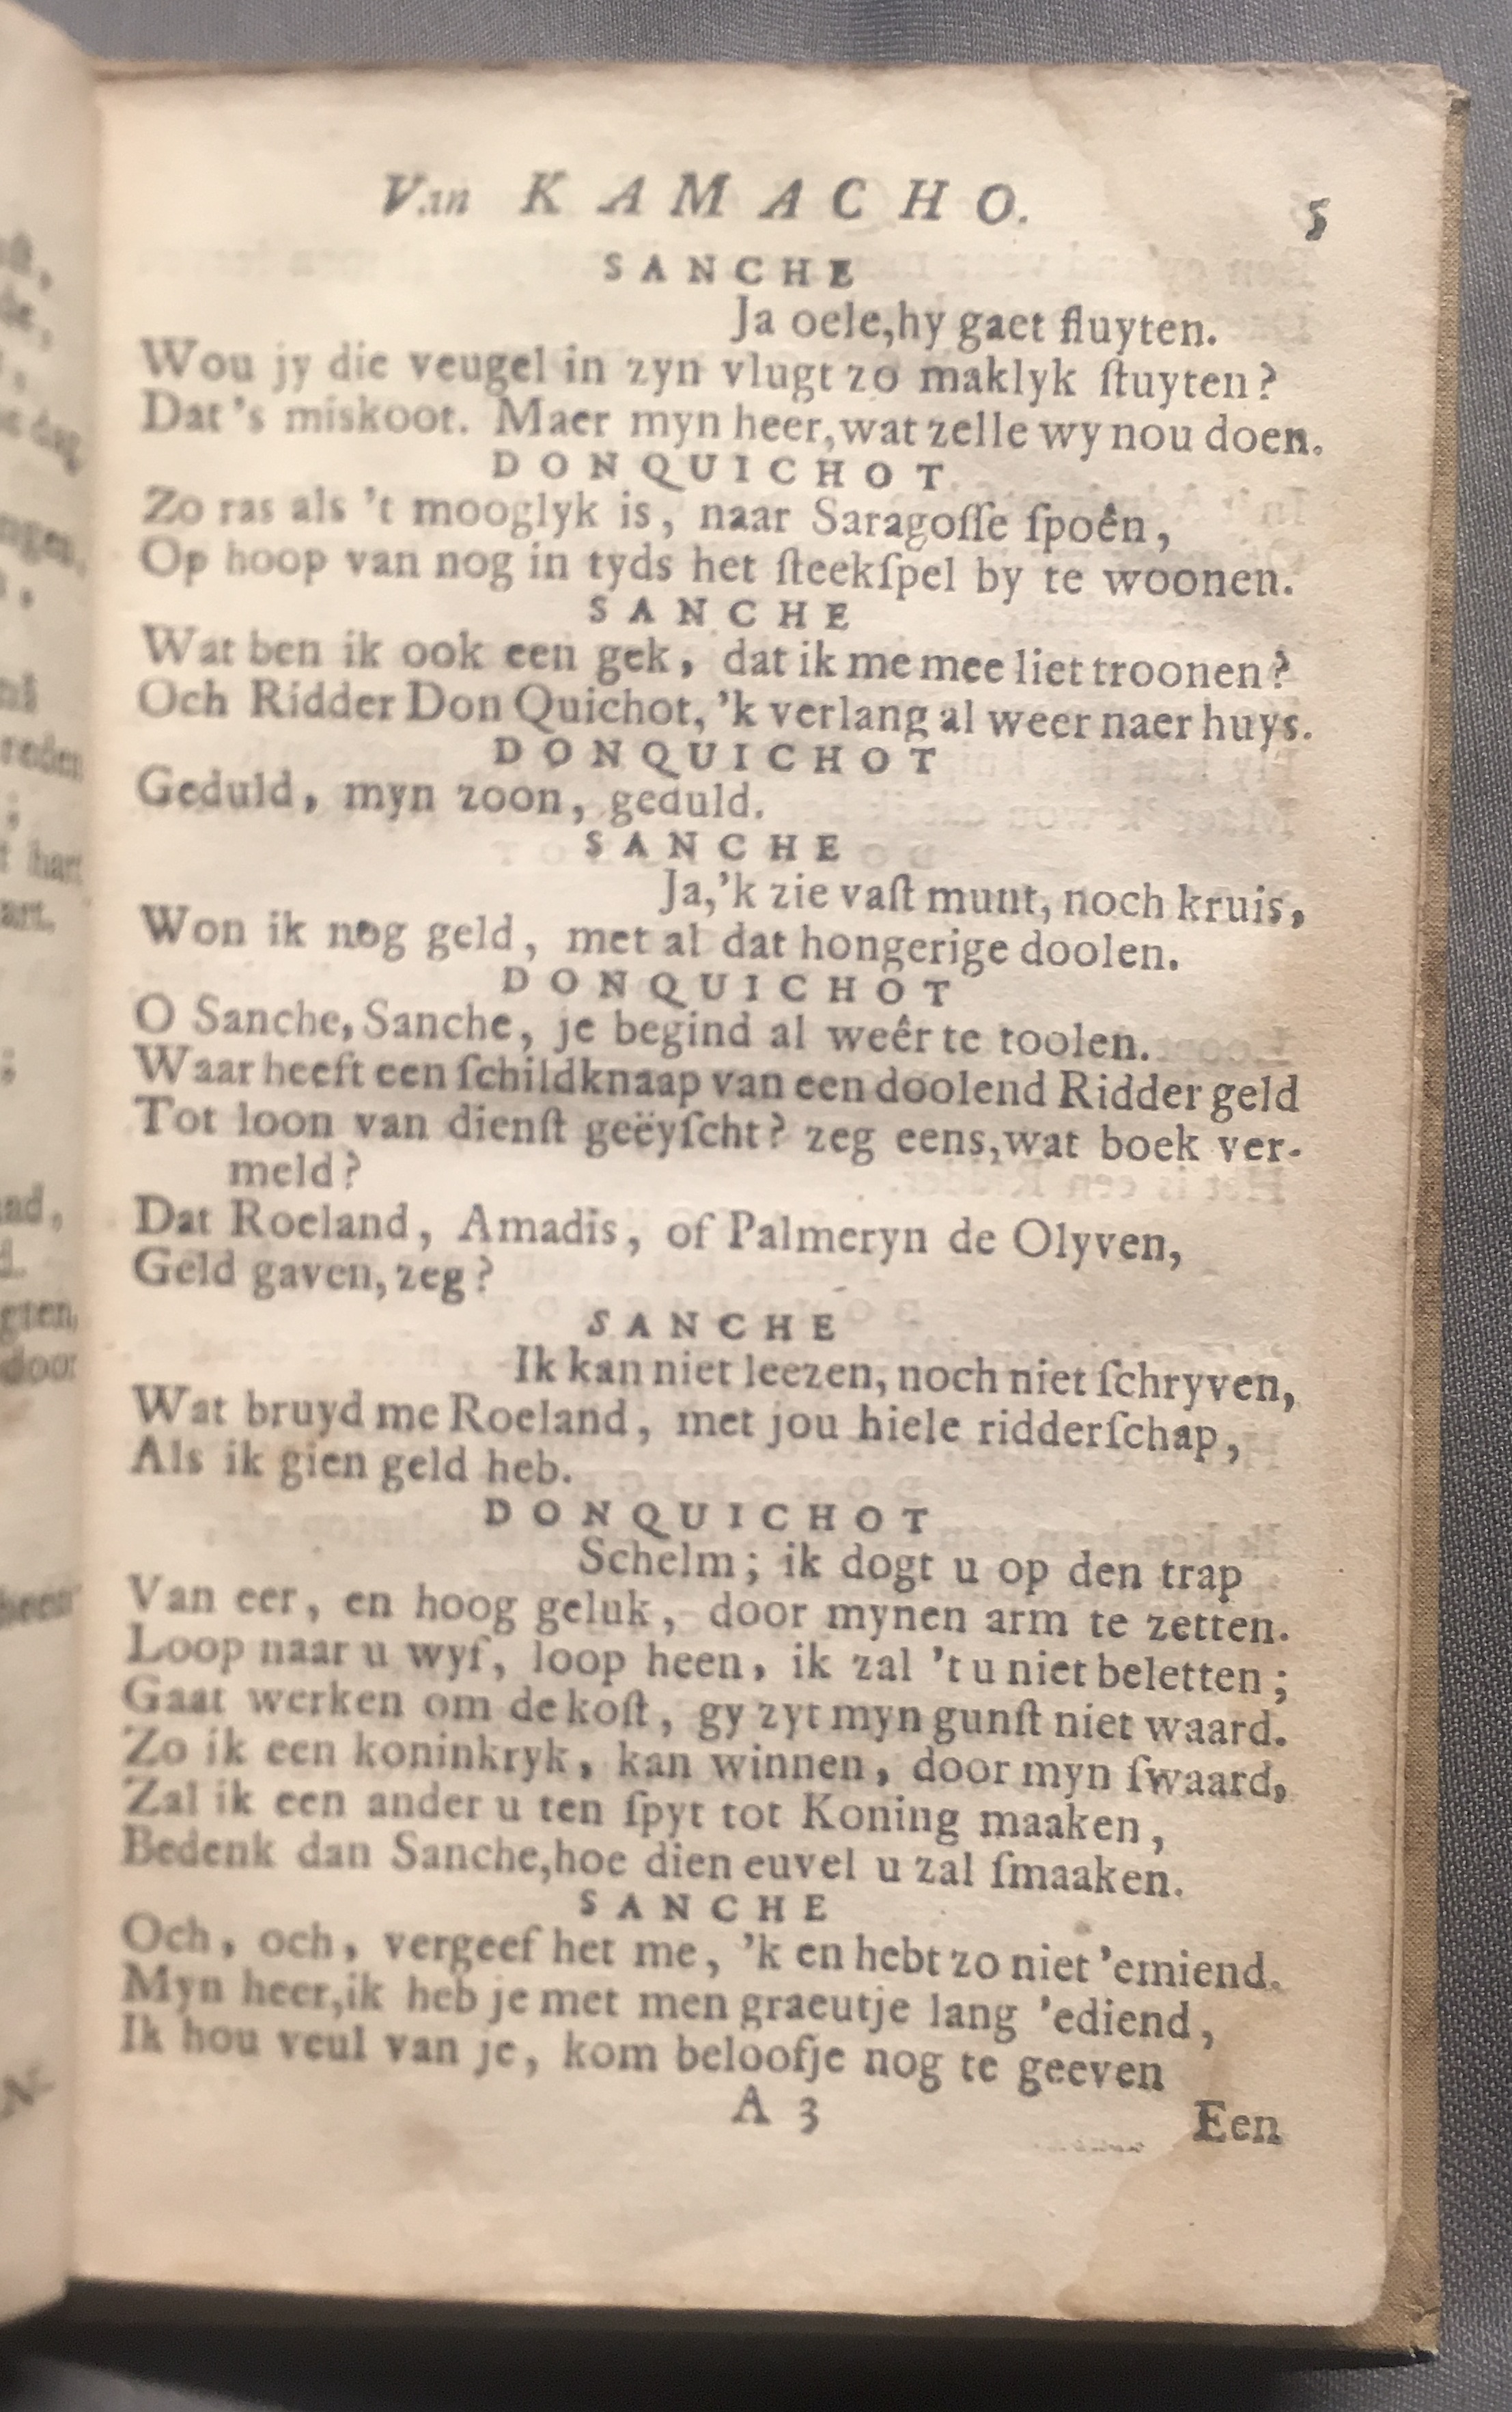 Van KAMACHO. 5
SANCHE
Ja oele,hy gaet fluyten.
Wou jy die veugel in zyn vlugt zo maklyk ſtuyten?
Dat's miskoot. Maer myn heer,wat zelle wy nou doen.
DONQUICHOT
Zo ras als 't mooglyk is, naar Saragoſſe ſpoên,
Op hoop van nog in tyds het ſteekſpel by te woonen.
SANCHE
Wat ben ik ook een gek, dat ik me mee liet troonen?
Och Ridder Don Quichot, 'k verlang al weer naer huys.
DONQUICHOT
Geduld, myn zoon, geduld.
SANCHE
Ja,'k zie vaſt munt, noch kruis,
Won ik nog geld, met al dat hongerige doolen.
DONQUICHOT
O Sanche, Sanche, je begind al weêr te toolen.
Waar heeft een ſchildknaap van een doolend Ridder geld
Tot loon van dienſt geëyſcht? zeg eens,wat boek ver-
meld?
Dat Roeland, Amadis, of Palmeryn de Olyven,
Geld gaven, zeg?
SANCHE
Ik kan niet leezen, noch niet ſchryven,
Wat bruyd me Roeland, met jou hiele ridderſchap,
Als ik gien geld heb.
DONQUICHOT
Schelm; ik dogt u op den trap
Van eer, en hoog geluk, door mynen arm te zetten.
Loop naar u wyf, loop heen, ik zal 't u niet beletten;
Gaat werken om de koſt, gy zyt myn gunſt niet waard.
Zo ik een koninkryk, kan winnen, door myn ſwaard,
Zal ik een ander u ten ſpyt tot Koning maaken,
Bedenk dan Sanche,hoe dien euvel u zal ſmaaken.
SANCHE
Och, och, vergeef het me, 'k en hebt zo niet 'emiend.
Myn heer,ik heb je met men graeutje lang 'ediend,
Ik hou veul van je, kom beloofje nog te geeven
A 3
Een